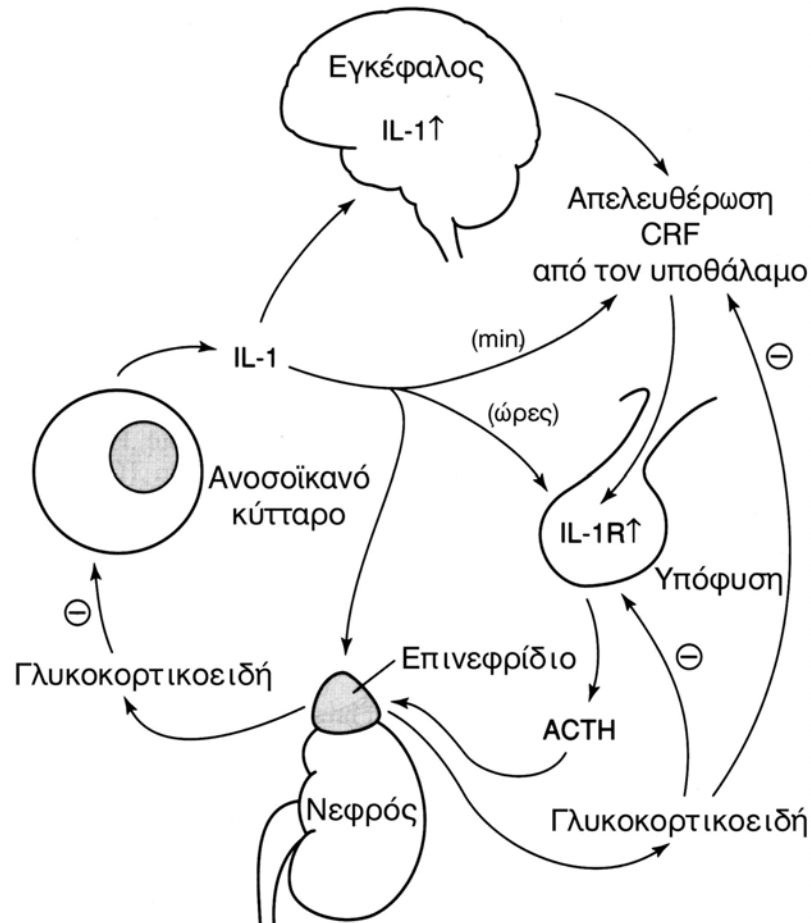 Εγκέφαλος
IL-1↑
Απελευθέρωση
CRF
από τον υποθάλαμο
(min)
IL-1
⊖
(ώρες)
Ανοσοϊκανό
κύτταρο
IL-1R↑
Υπόφυση
⊖
⊖
Επινεφρίδιο
Γλυκοκορτικοειδή
ACTH
Νεφρός
Γλυκοκορτικοειδή